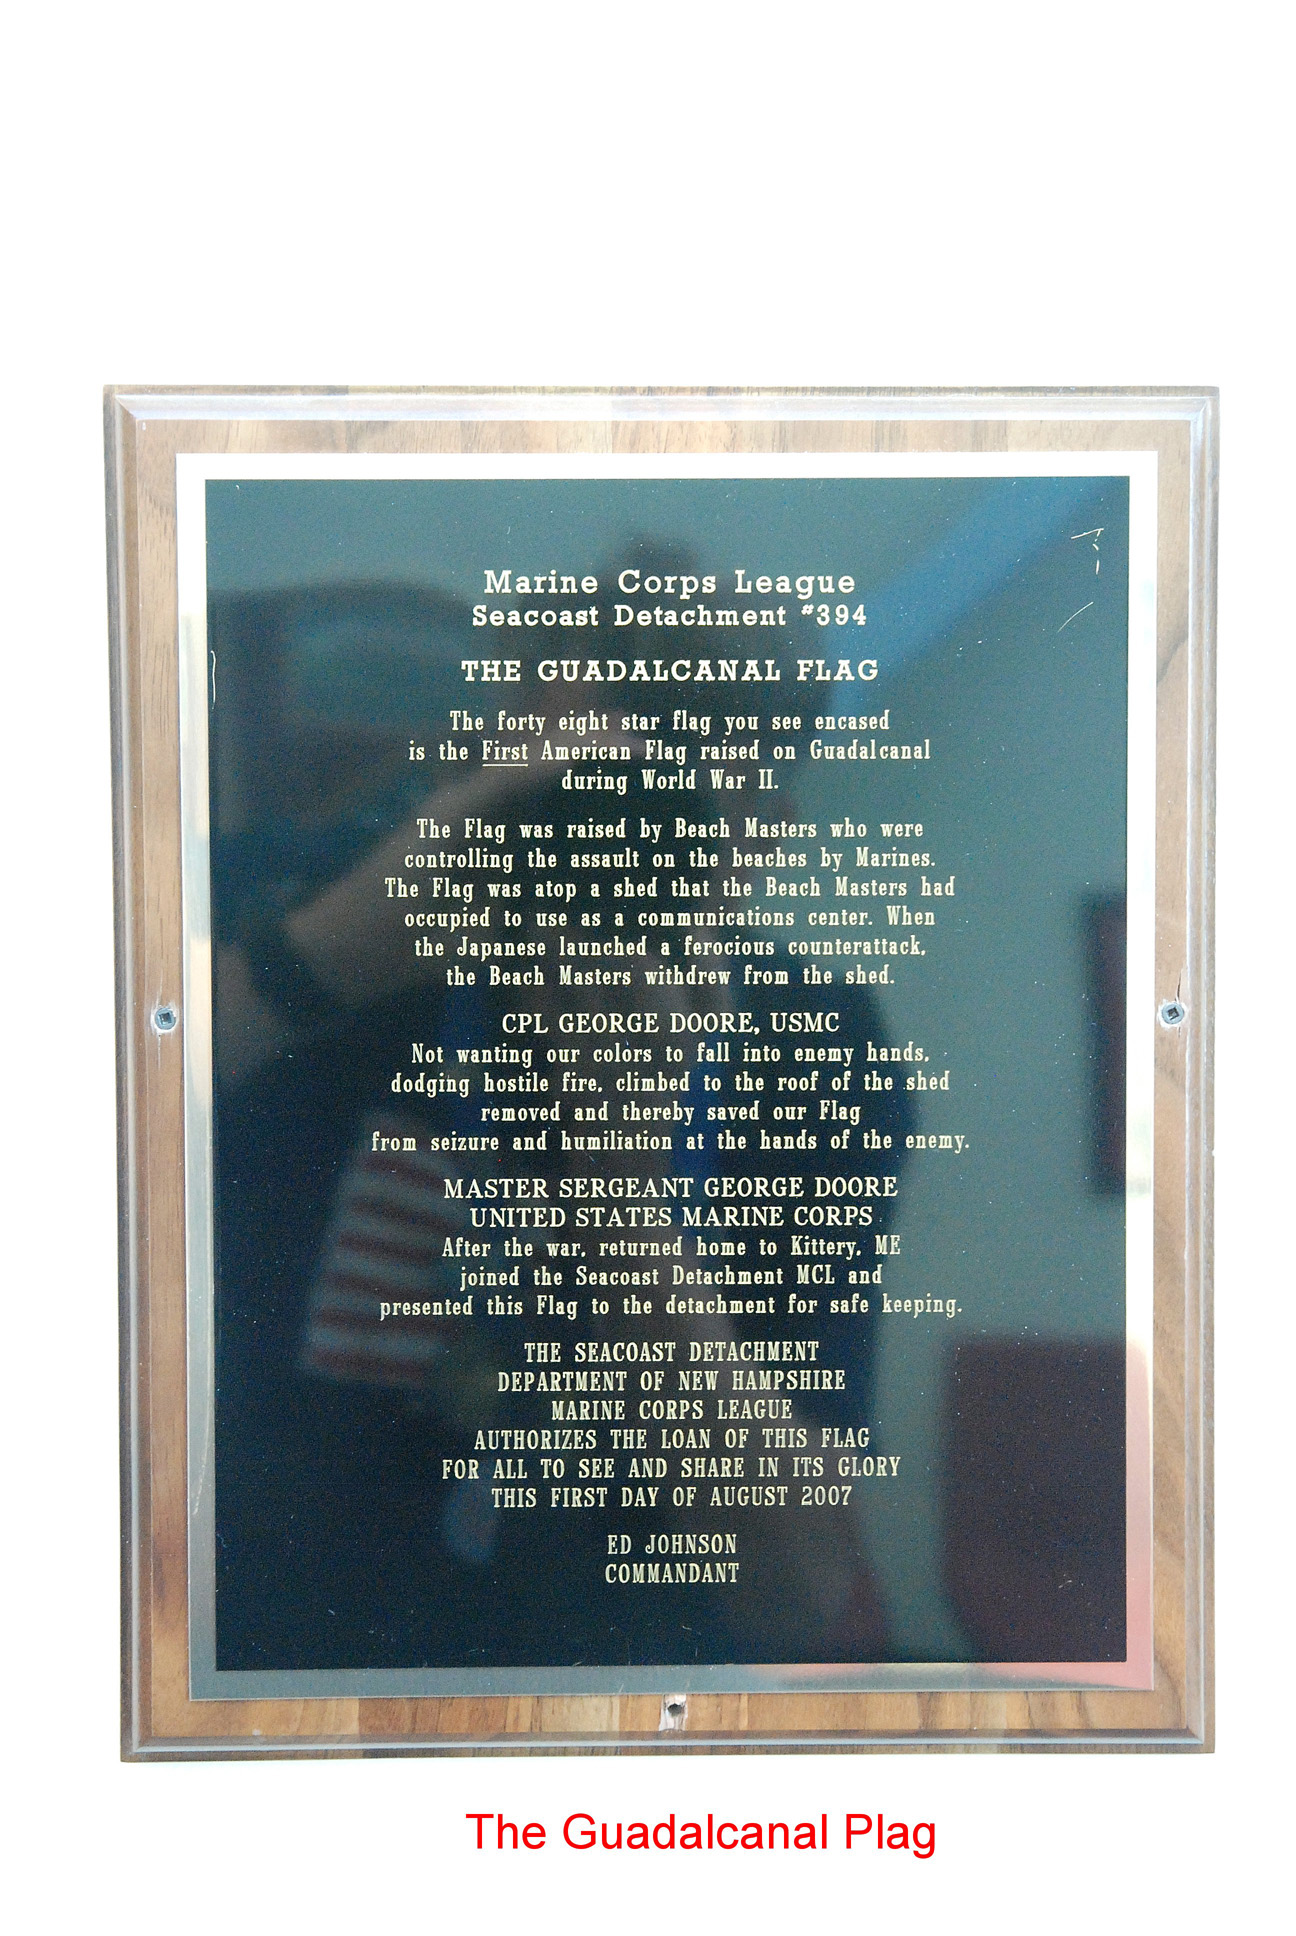 Marine Corps League
Seacoast Detachment #394
THE GUADALCANAL FLAG
The forty eight star flag you see encased
is the First American Flag raised on Guadalcanal
during World War II.
The Flag was raised by Beach Masters who were
controlling the assault on the beaches by Marines.
The Flag was atop a shed that the Beach Masters had
occupied to use as a communications center. When
the Japanese launched a ferocious counterattack,
the Beach Masters withdrew from the shed.
CPL GEORGE DOORE, USMC
Not wanting our colors to fall into enemy hands,
dodging hostile fire, climbed to the roof of the shed
removed and thereby saved our Flag
from seizure and humiliation at the hands of the enemy.
MASTER SERGEANT GEORGE DOORE
UNITED STATES MARINE CORPS
After the war, returned home to Kittery, ME
joined the Seacoast Detachment MCL and
presented this Flag to the detachment for safe keeping.
THE SEACOAST DETACHMENT
DEPARTMENT OF NEW HAMPSHIRE
MARINE CORPS LEAGUE
AUTHORIZES THE LOAN OF THIS FLAG
FOR ALL TO SEE AND SHARE IN ITS GLORY
THIS FIRST DAY OF AUGUST 2007
ED JOHNSON
COMMANDANT
The Guadalcanal Plag